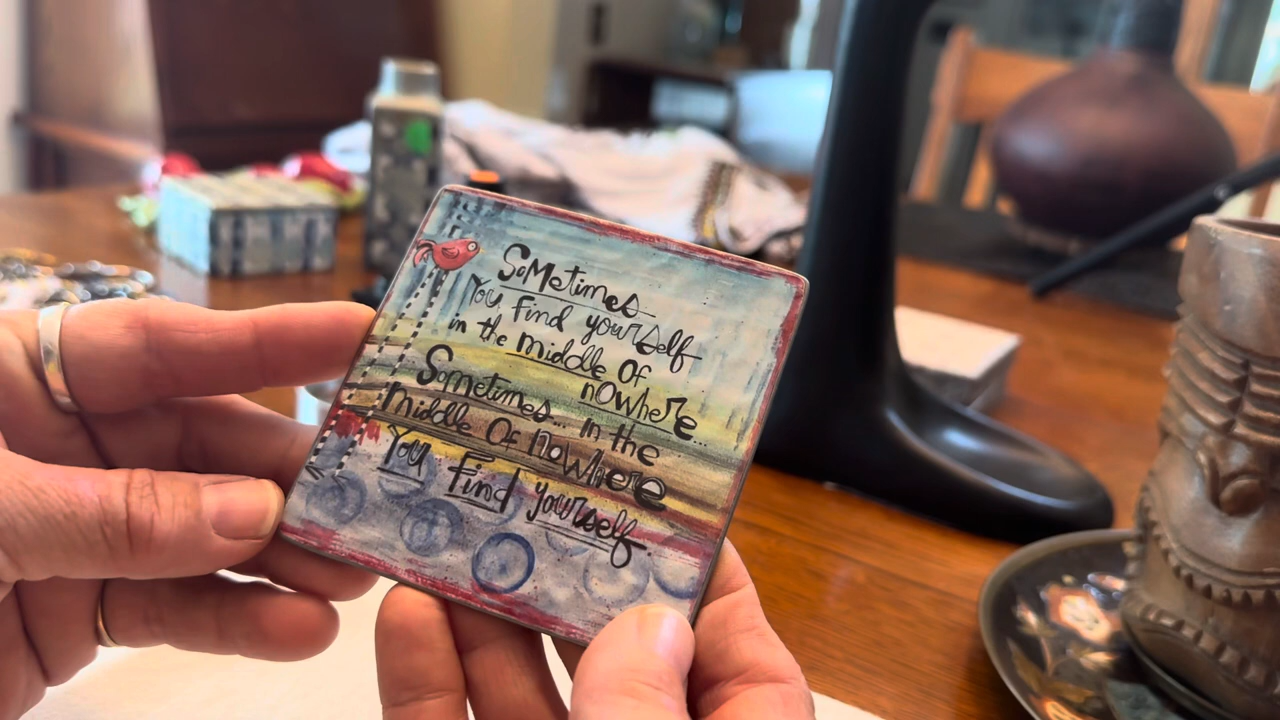 Sometimes
You find yourself
in the middle Of
nOwhere...
Sometimes.. in the
middle Of nOwhere
You find yourself.